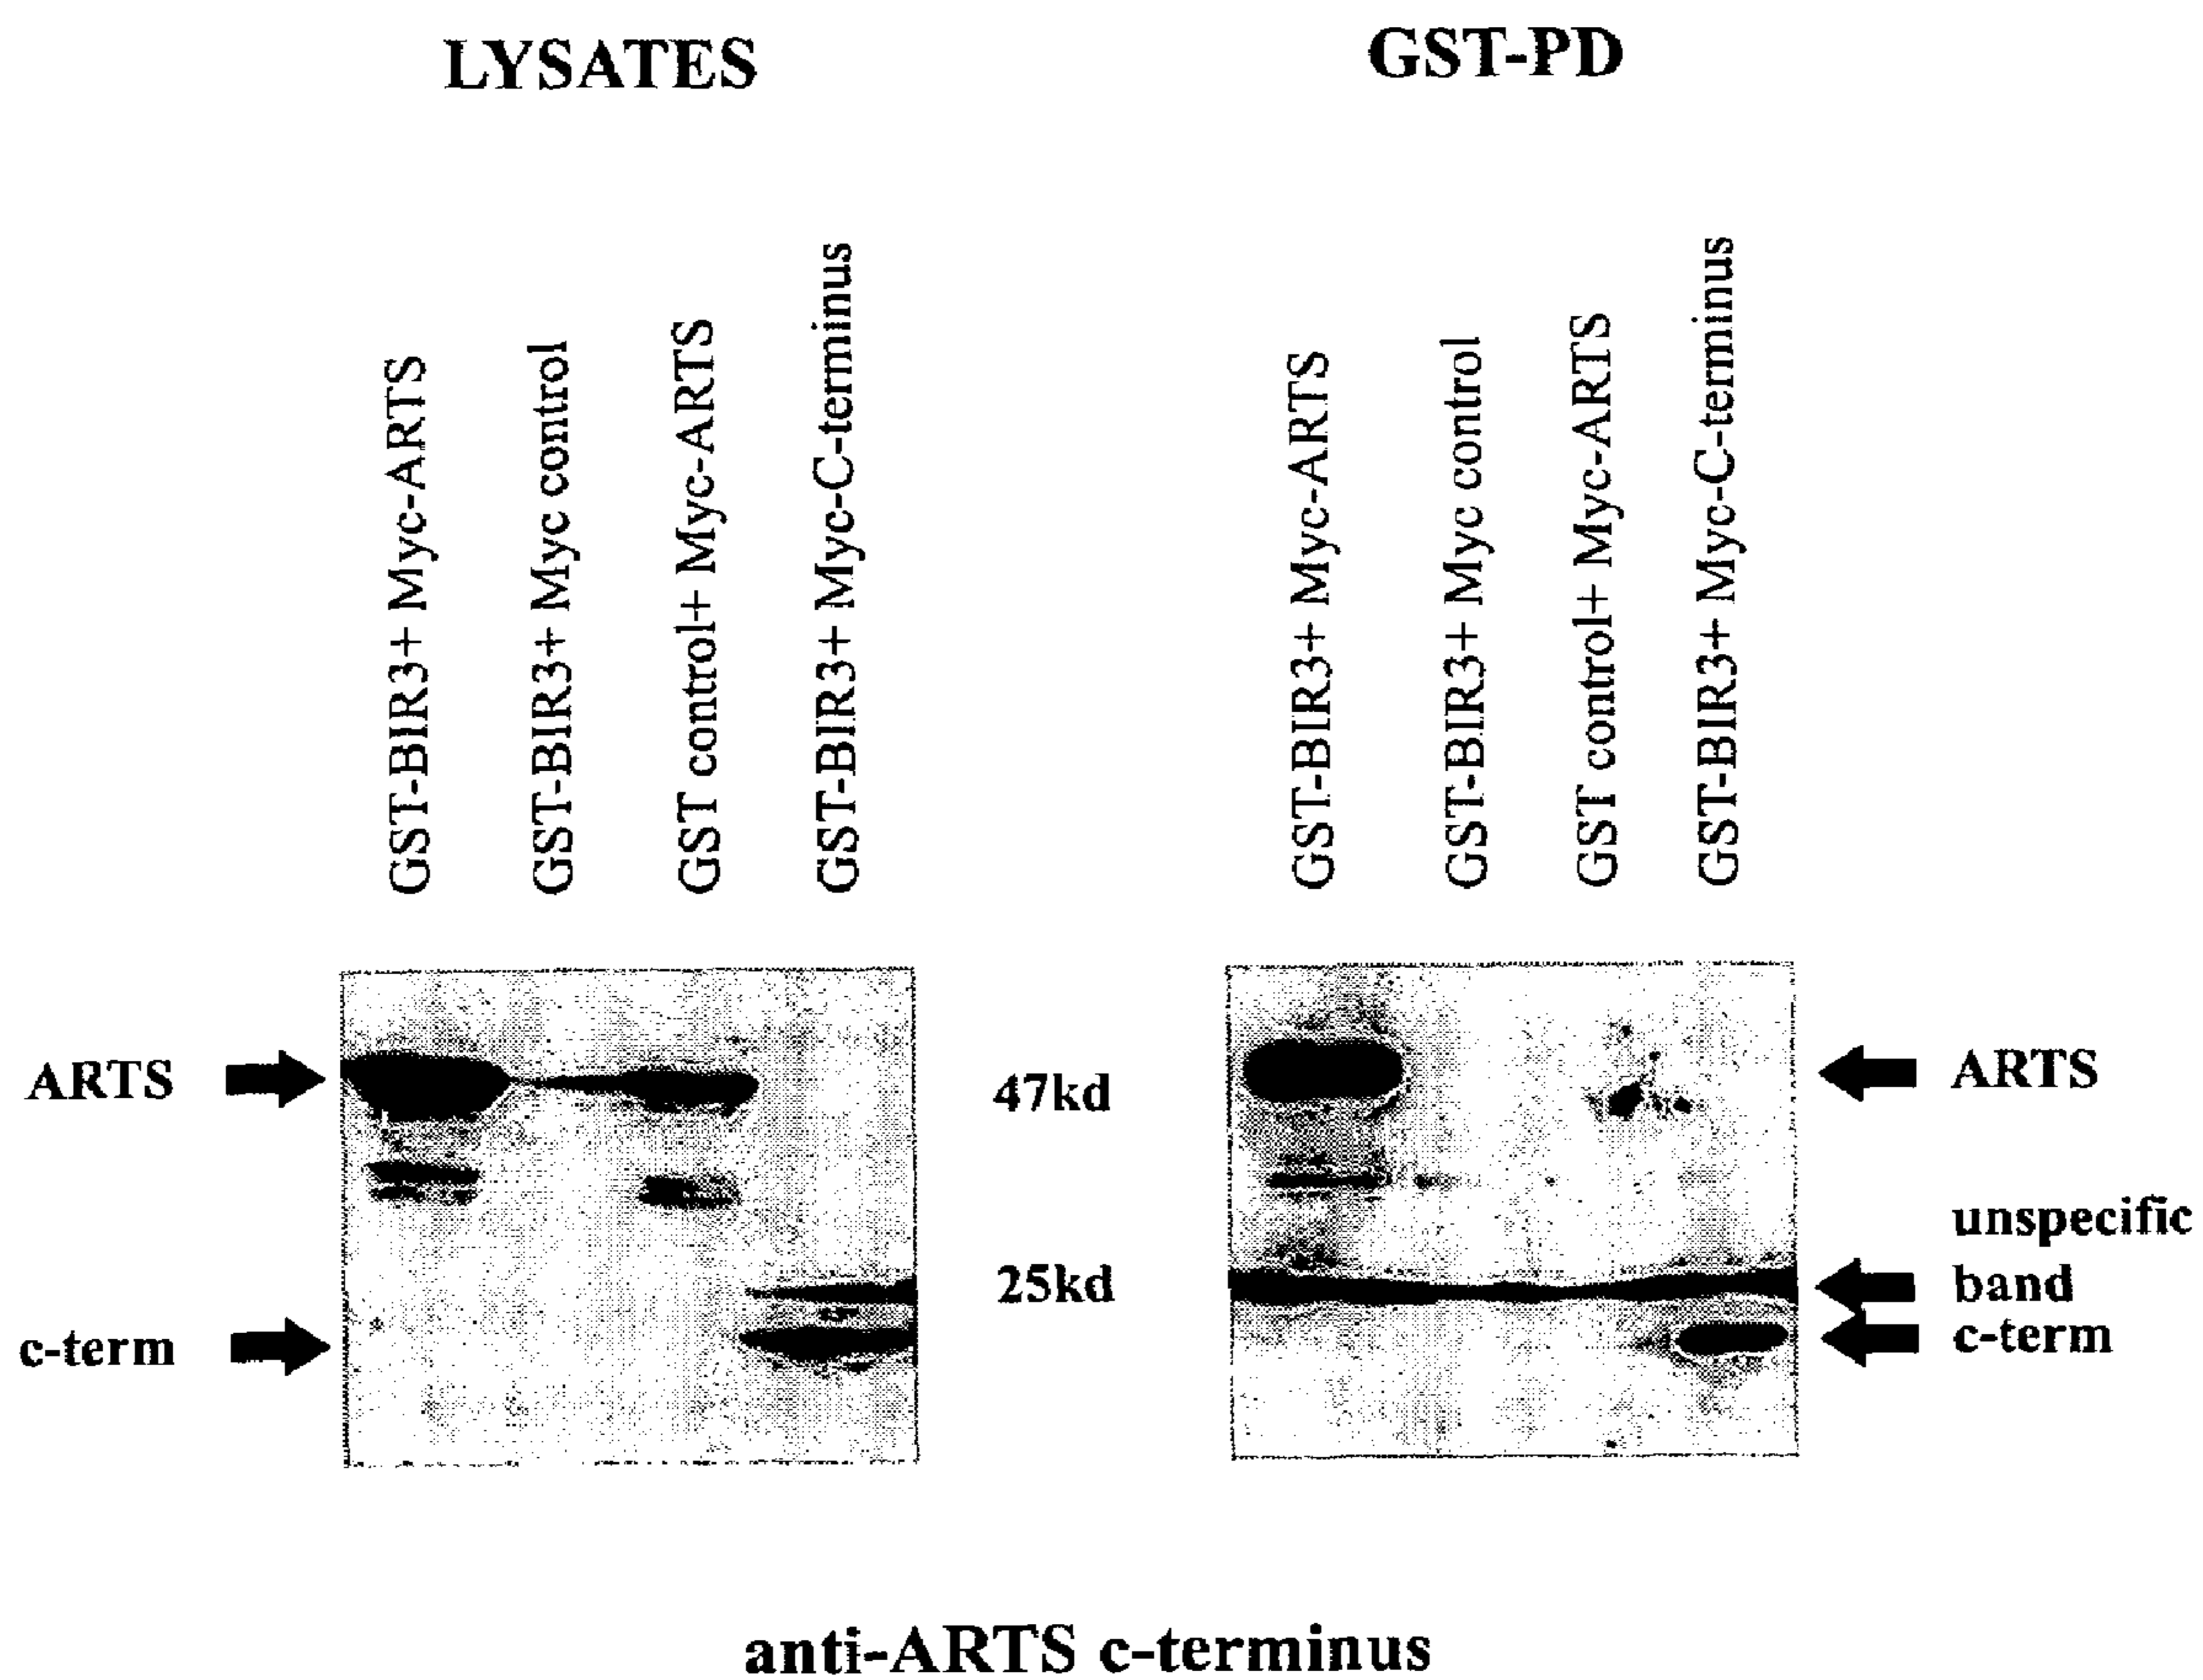 LYSATES
GST-PD
GST-BIR3+ Myc-ARTS
GST-BIR3+ Myc control
GST control+ Myc-ARTS
GST-BIR3+ Myc-C-terminus
GST-BIR3+ Myc-ARTS
GST-BIR3+ Myc control
GST control+ Myc-ARTS
GST-BIR3+ Myc-C-terminus
ARTS
47kd
ARTS
unspecific
25kd
band
c-term
c-term
anti-ARTS c-terminus